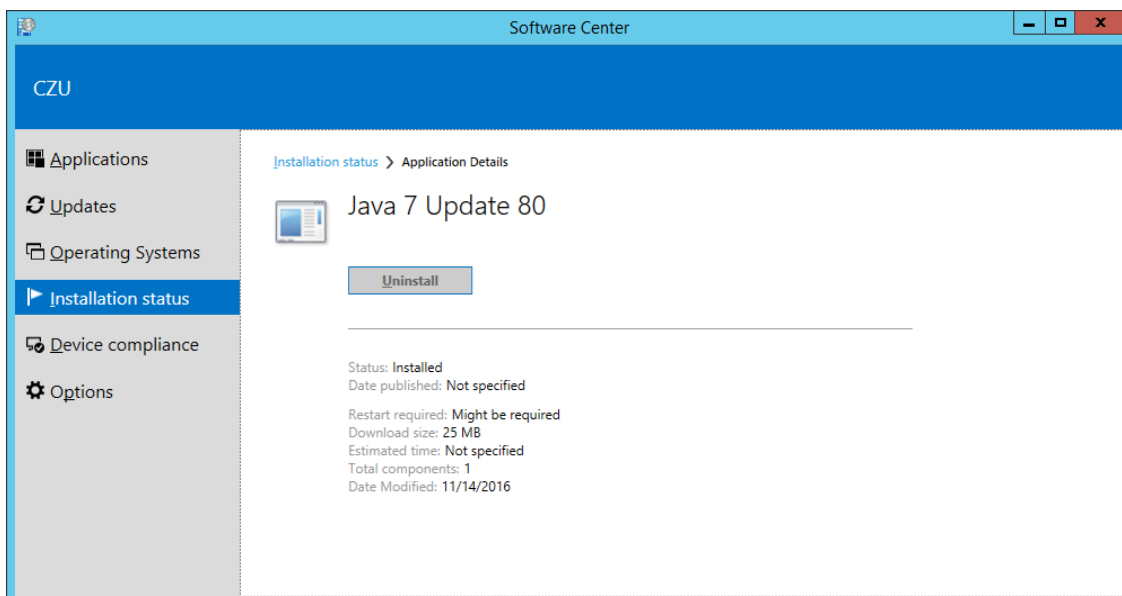 Software Center
CZU
Applications
Updates
Operating Systems
Installation status
Device compliance
Options
Installation status > Application Details
Java 7 Update 80
Uninstall
Status: Installed
Date published: Not specified
Restart required: Might be required
Download size: 25 MB
Estimated time: Not specified
Total components: 1
Date Modified: 11/14/2016